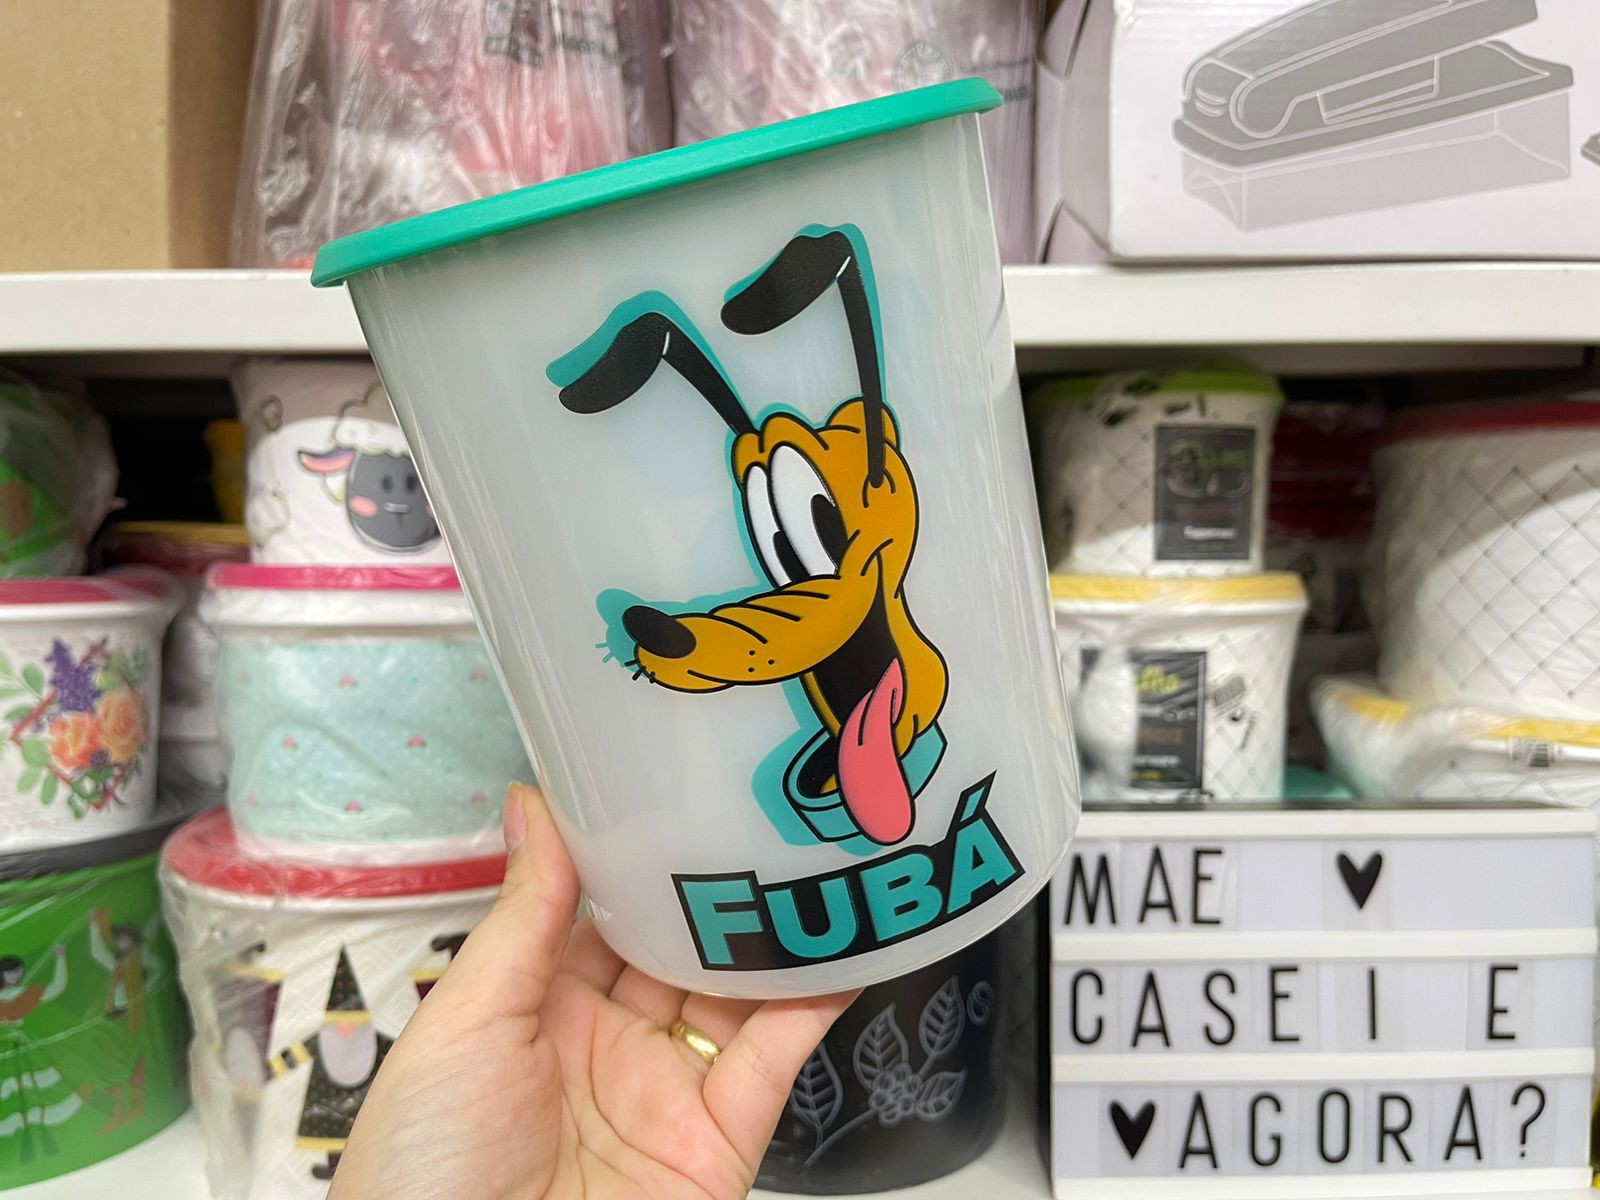 FUBÁ
MAE ♥
CASEI E
♥ AGORA?